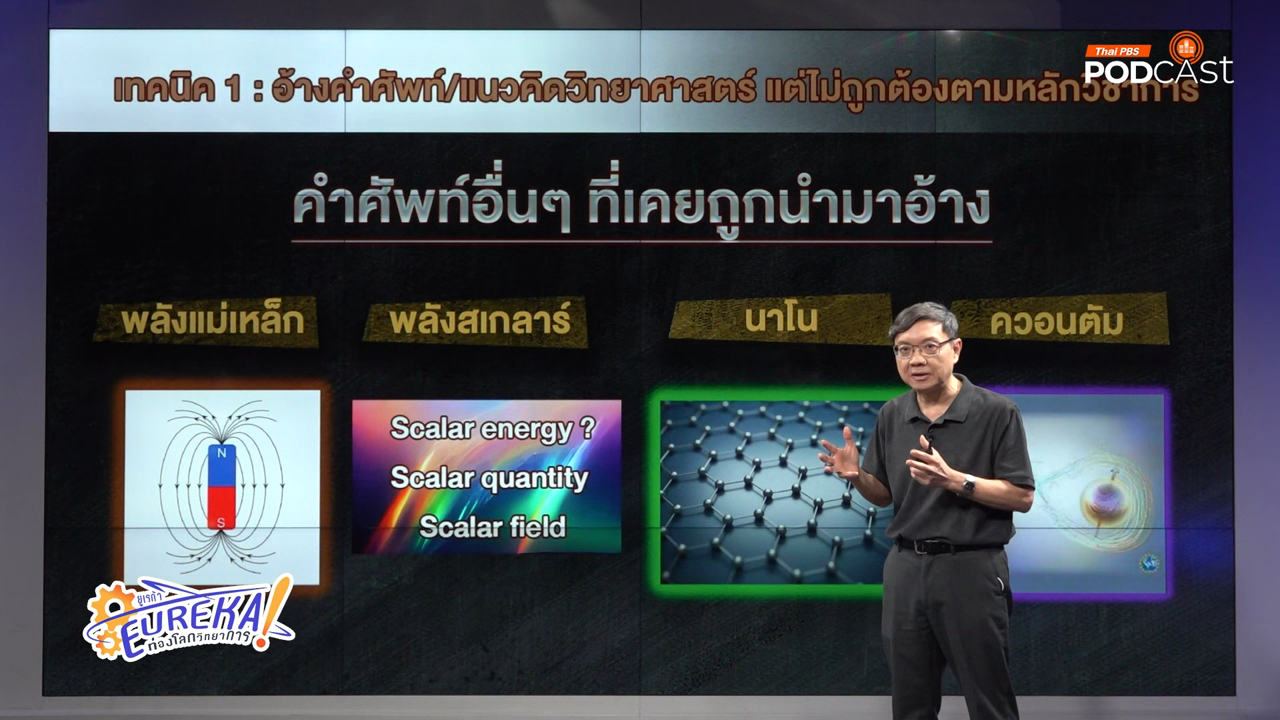 Thai PBS
PODCAst
เทคนิค 1 : อ้างคำศัพท์/แนวคิดวิทยาศาสตร์ แต่ไม่ถูกต้องตามหลักวิชาการ
คำศัพท์อื่นๆ ที่เคยถูกนำมาอ้าง
พลังแม่เหล็ก
พลังสเกลาร์
นาโน
ควอนตัม
N
S
Scalar energy ?
Scalar quantity
Scalar field
ยูเรก้า
EUREKA!
ท่องโลกวิทยาการ